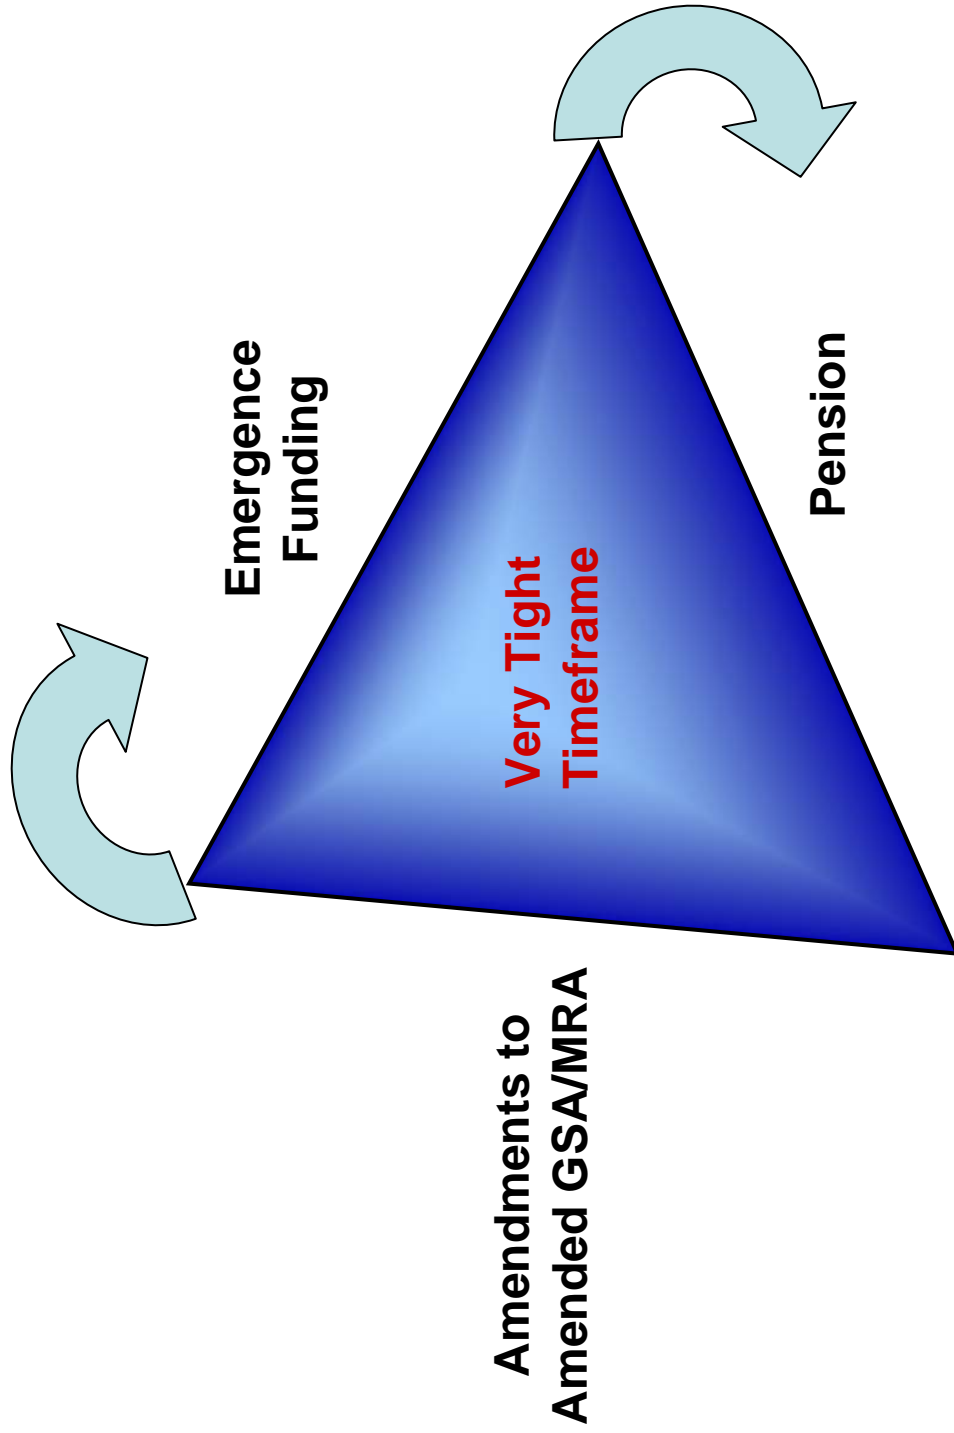 Amendments to
Amended GSA/MRA
Emergence
Funding
Very Tight
Timeframe
Pension